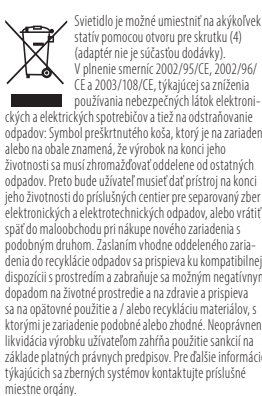 Svietidlo je možné umiestniť na akýkoľvek
statív pomocou otvoru pre skrutku (4)
(adaptér nie je súčasťou dodávky).
V plnenie smerníc 2002/95/CE, 2002/96/
CE a 2003/108/CE, týkajúcej sa zníženia
používania nebezpečných látok elektroni-
ckých a elektrických spotrebičov a tiež na odstraňovanie
odpadov: Symbol preškrtnutého koša, ktorý je na zariaden
alebo na obale znamená, že výrobok na konci jeho
životnosti sa musí zhromažďovať oddelene od ostatných
odpadov. Preto bude užívateľ musieť dať prístroj na konci
jeho životnosti do príslušných centier pre separovaný zber
elektronických a elektrotechnických odpadov, alebo vrátiť
späť do maloobchodu pri nákupe nového zariadenia s
podobným druhom. Zaslaním vhodne oddeleného zaria-
denia do recyklácie odpadov sa prispieva ku kompatibilnej
dispozícii s prostredím a zabraňuje sa možným negatívnym
dopadom na životné prostredie a na zdravie a prispieva
sa na opätovné použitie a / alebo recykláciu materiálov, s
ktorými je zariadenie podobné alebo zhodné. Neoprávnen
likvidácia výrobku užívateľom zahŕňa použitie sankcií na
základe platných právnych predpisov. Pre ďalšie informáci
týkajúcich sa zberných systémov kontaktujte príslušné
miestne orgány.